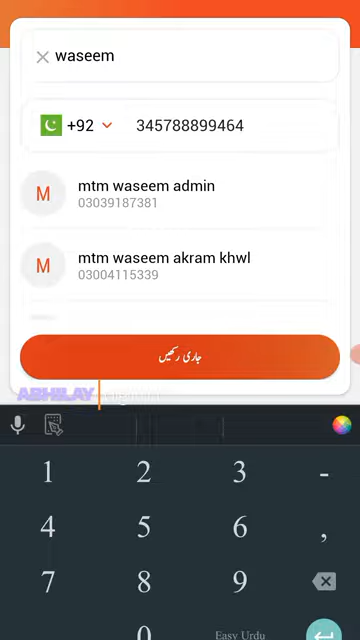 waseem
+92 345788899464
M mtm waseem admin
03039187381
M mtm waseem akram khwl
03004115339
جاری رکھیں
ABHILAY
1 2 3 -
4 5 6 ,
7 8 9
0 Easy Urdu